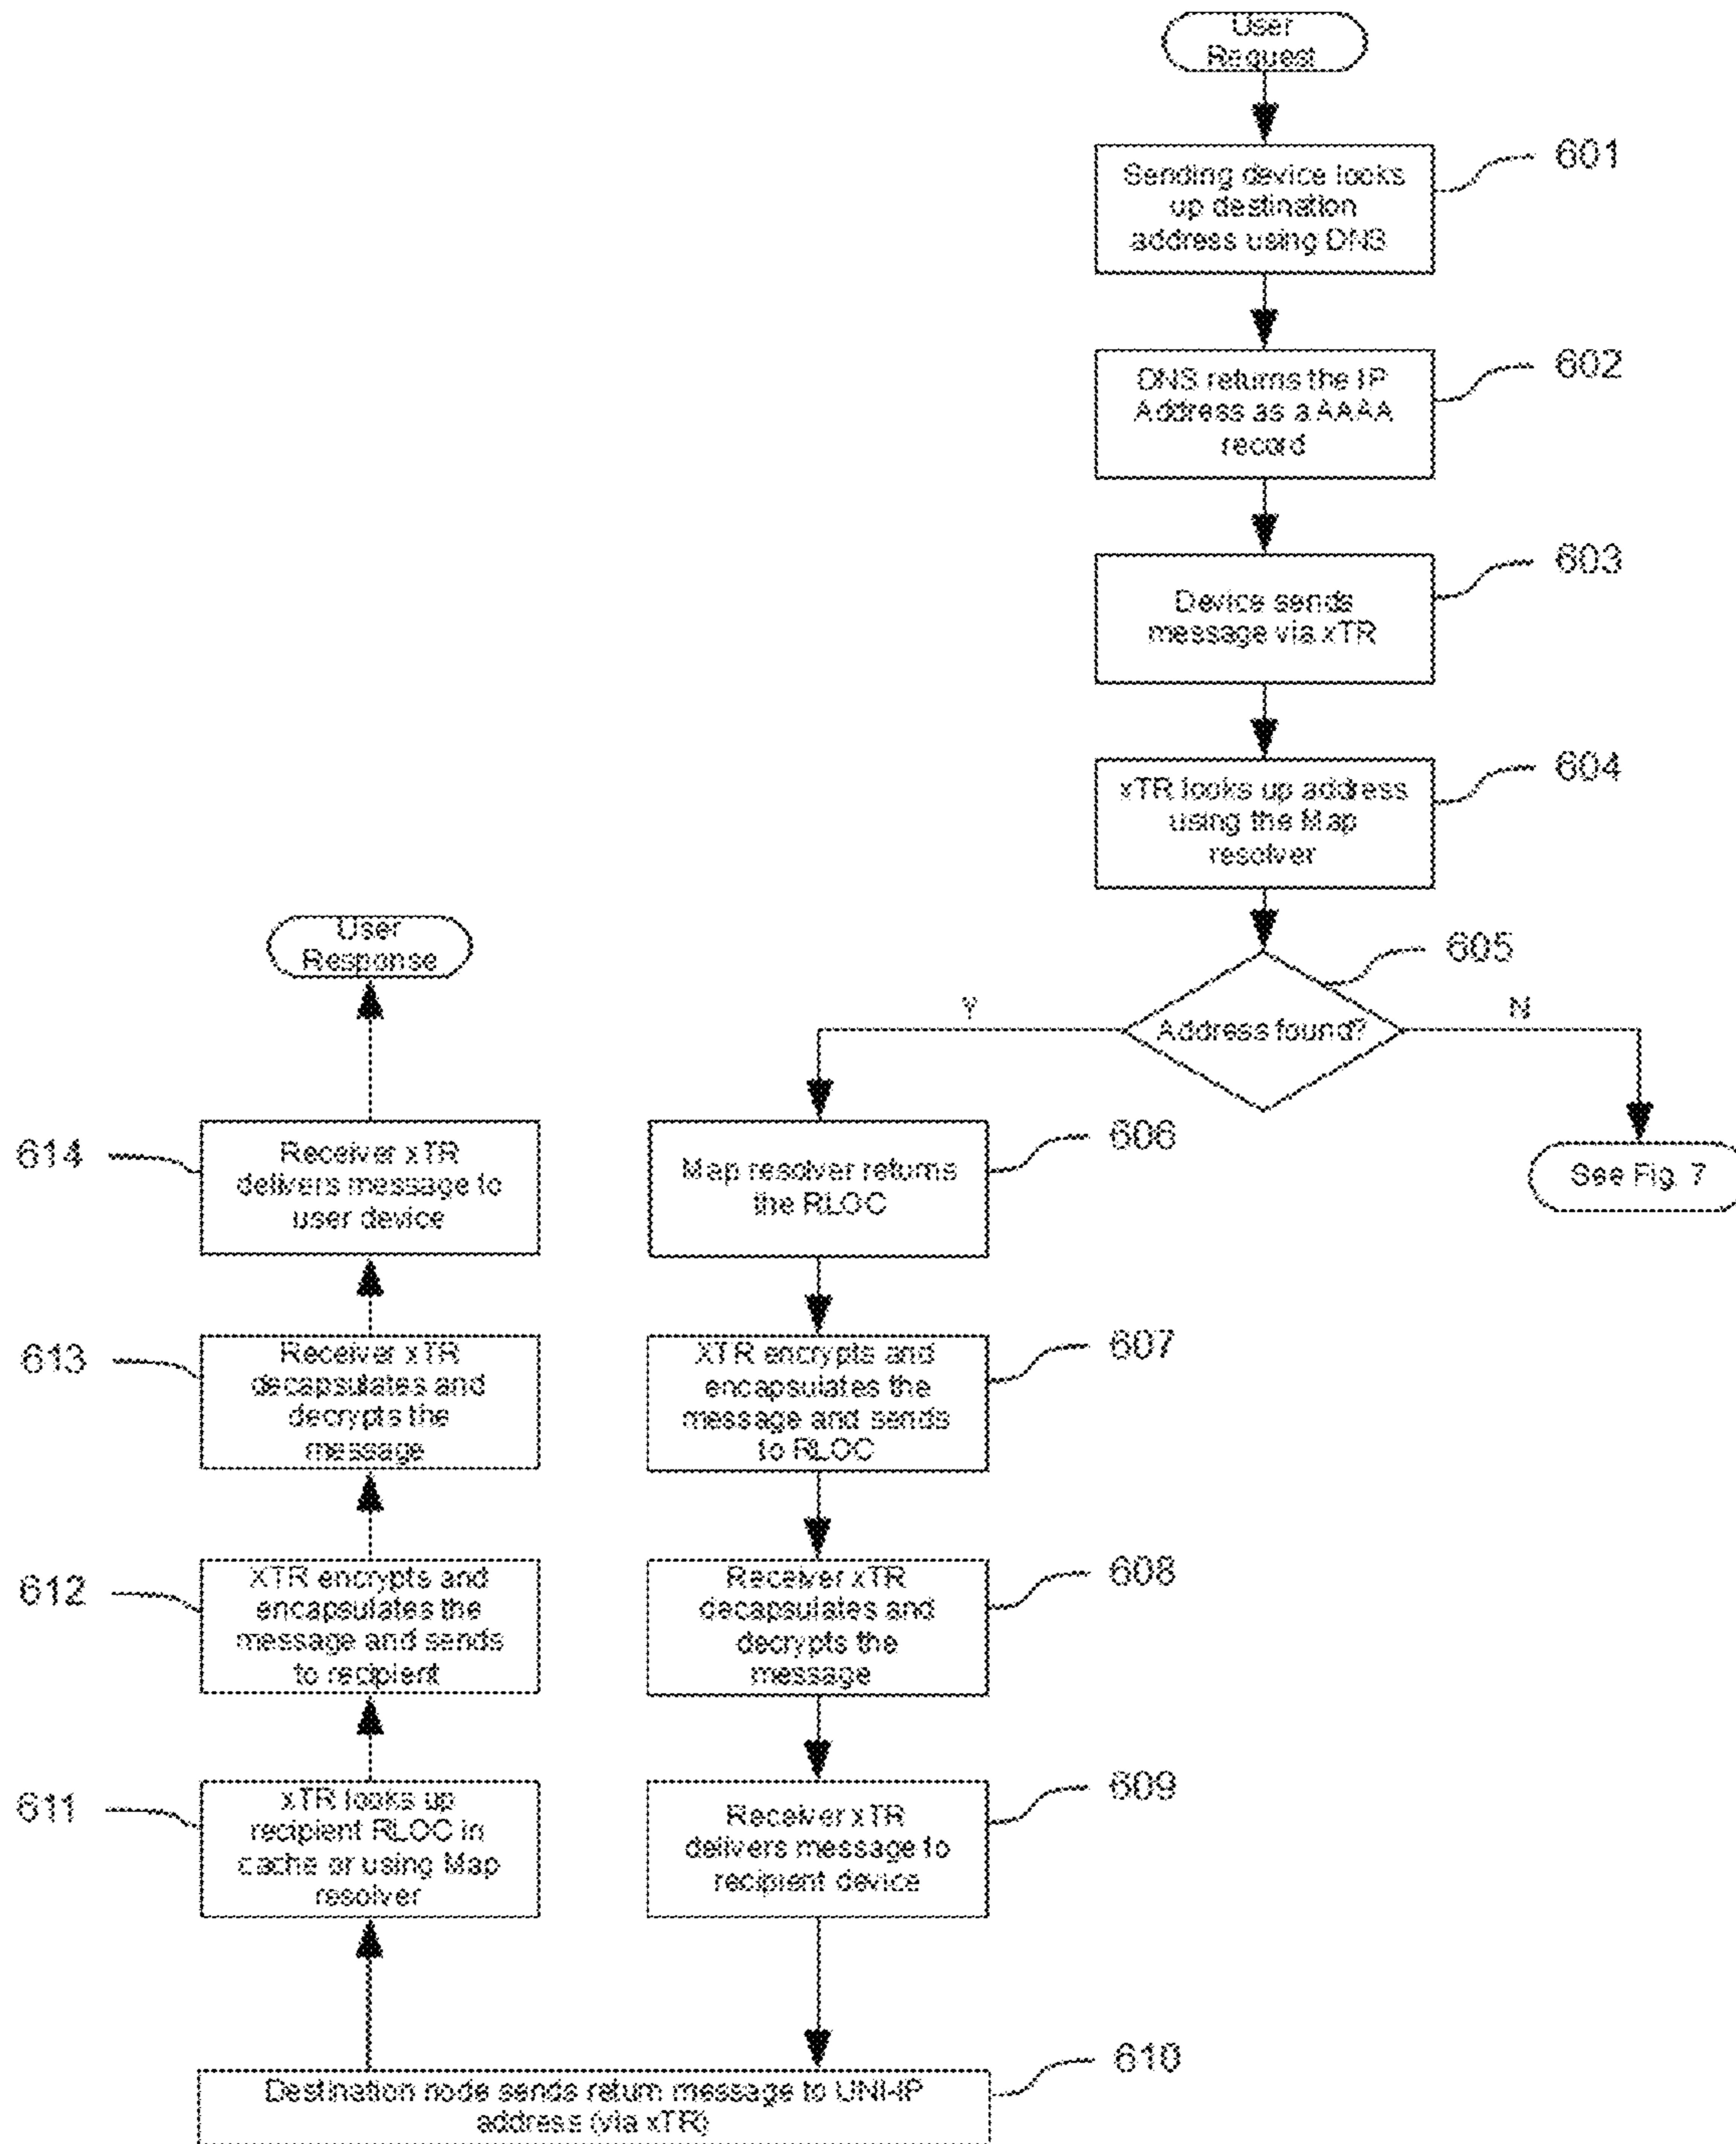 User
Request
601
Sending device looks
up destination
address using DNS
602
DNS returns the IP
Address as a AAAA
record
603
Device sends
message via xTR
604
xTR looks up address
using the Map
resolver
605
Address found?
Y
N
See Fig. 7
606
Map resolver returns
the RLOC
607
XTR encrypts and
encapsulates the
message and sends
to RLOC
608
Receiver xTR
decapsulates and
decrypts the
message
609
Receiver xTR
delivers message to
recipient device
610
Destination node sends return message to UNI-IP
address (via xTR)
611
xTR looks up
recipient RLOC in
cache or using Map
resolver
612
XTR encrypts and
encapsulates the
message and sends
to recipient
613
Receiver xTR
decapsulates and
decrypts the
message
614
Receiver xTR
delivers message to
user device
User
Response